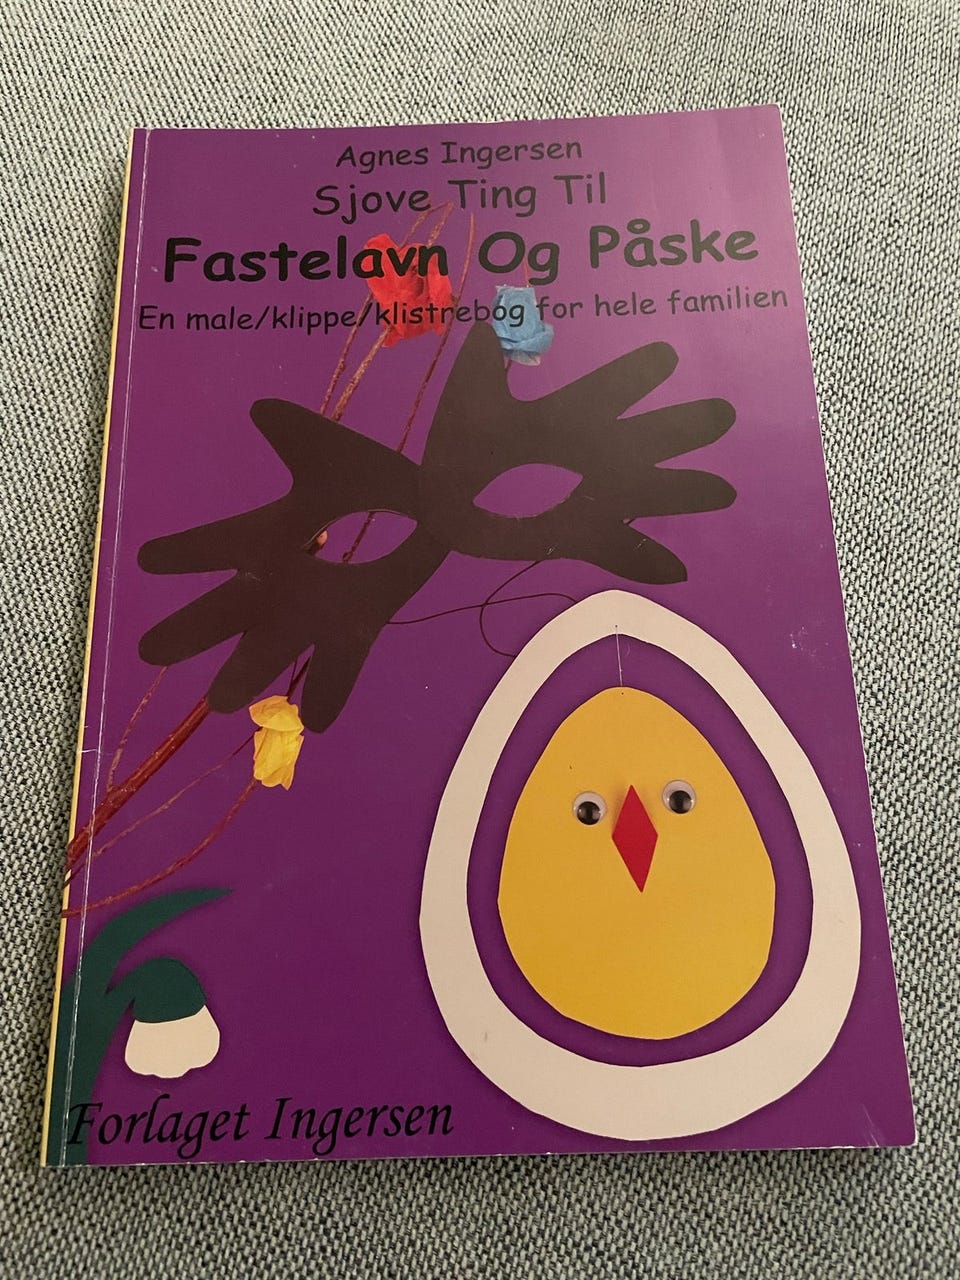 Agnes Ingersen
Sjove Ting Til
Fastelavn Og Påske
En male/klippe/klistrebog for hele familien
Forlaget Ingersen